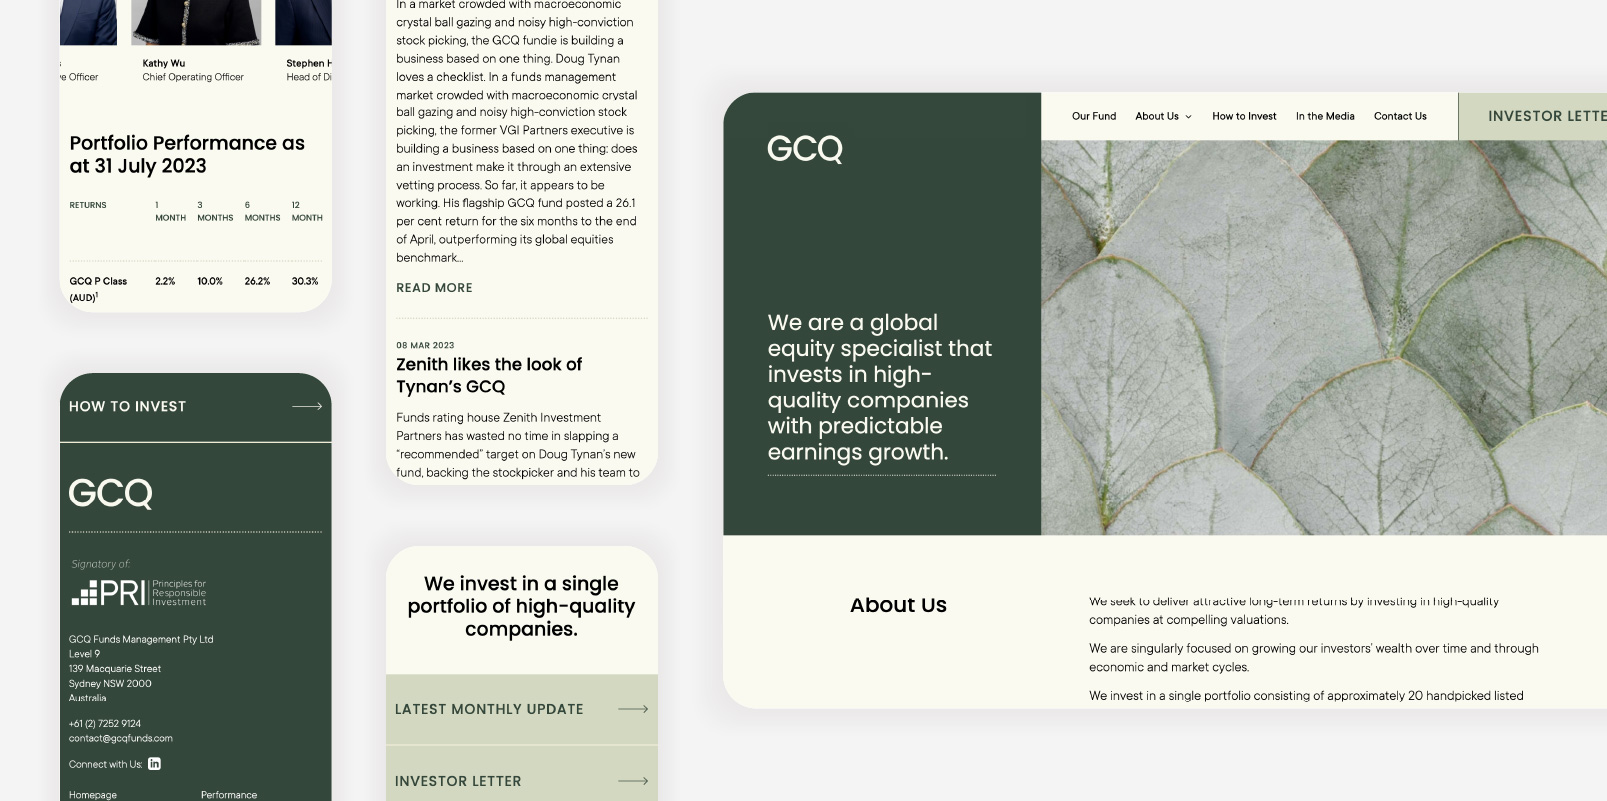 Kathy Wu
Stephen H
ve Officer
Chief Operating Officer
Head of Di
Portfolio Performance as
at 31 July 2023
RETURNS
1 MONTH
3 MONTHS
6 MONTHS
12 MONTH
GCQ P Class
(AUD)1
2.2%
10.0%
26.2%
30.3%
HOW TO INVEST
GCQ
Signatory of:
PRI
Principles for
Responsible
Investment
GCQ Funds Management Pty Ltd
Level 9
139 Macquarie Street
Sydney NSW 2000
Australia
+61 (2) 7252 9124
contact@gcqfunds.com
Connect with Us:
in
Homepage
Performance
In a market crowded with macroeconomic
crystal ball gazing and noisy high-conviction
stock picking, the GCQ fundie is building a
business based on one thing. Doug Tynan
loves a checklist. In a funds management
market crowded with macroeconomic crystal
ball gazing and noisy high-conviction stock
picking, the former VGI Partners executive is
building a business based on one thing: does
an investment make it through an extensive
vetting process. So far, it appears to be
working. His flagship GCQ fund posted a 26.1
per cent return for the six months to the end
of April, outperforming its global equities
benchmark...
READ MORE
08 MAR 2023
Zenith likes the look of
Tynan's GCQ
Funds rating house Zenith Investment
Partners has wasted no time in slapping a
"recommended" target on Doug Tynan's new
fund, backing the stockpicker and his team to
We invest in a single
portfolio of high-quality
companies.
LATEST MONTHLY UPDATE
INVESTOR LETTER
GCQ
Our Fund
About Us
How to Invest
In the Media
Contact Us
INVESTOR LETTE
We are a global
equity specialist that
invests in high-
quality companies
with predictable
earnings growth.
About Us
We seek to deliver attractive long-term returns by investing in high-quality
companies at compelling valuations.
We are singularly focused on growing our investors' wealth over time and through
economic and market cycles.
We invest in a single portfolio consisting of approximately 20 handpicked listed